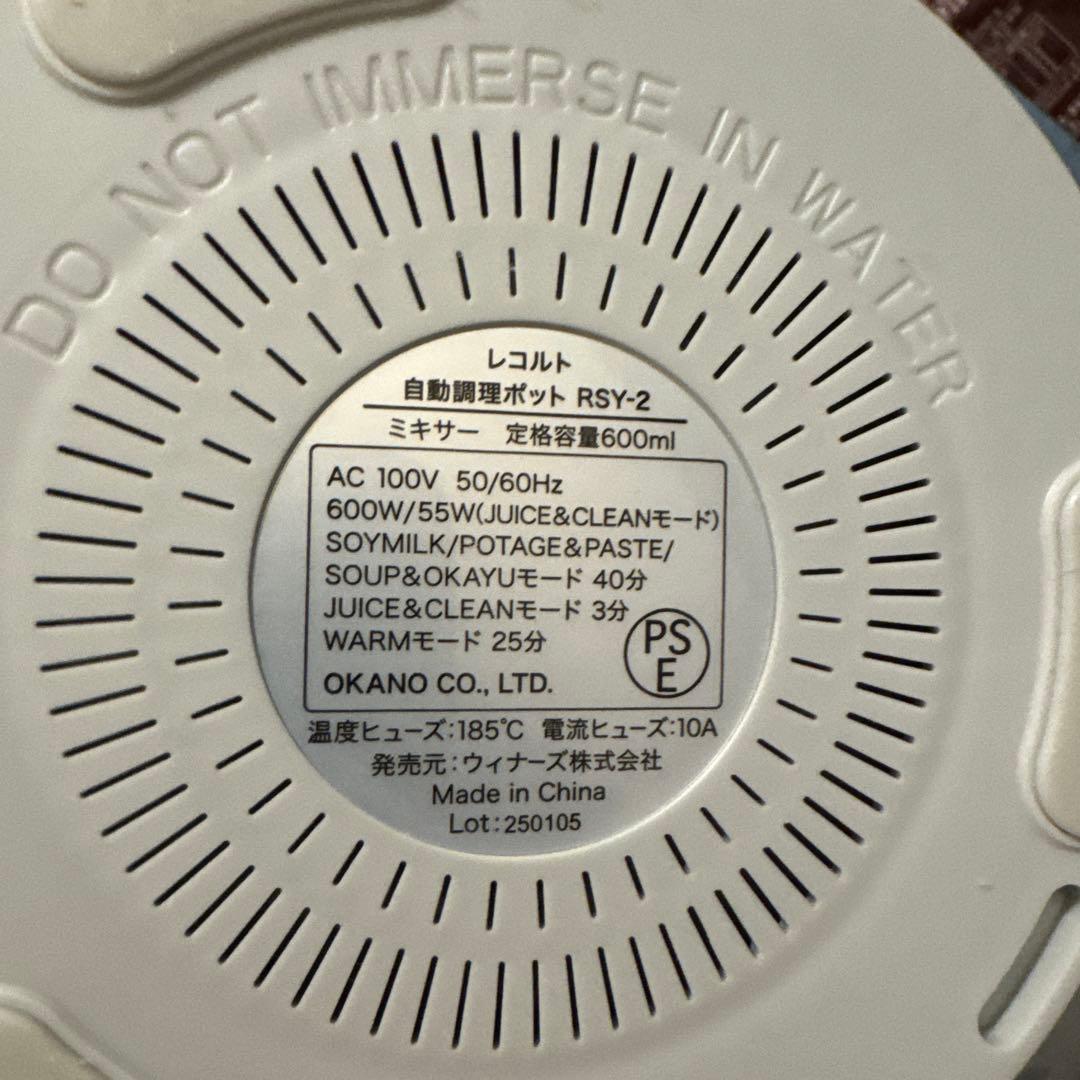 DO NOT IMMERSE IN WATER
レコルト
自動調理ポット RSY-2
ミキサー 定格容量600ml
AC 100V 50/60Hz
600W/55W(JUICE&CLEANモード)
SOYMILK/POTAGE&PASTE/
SOUP&OKAYUモード 40分
JUICE&CLEANモード 3分
WARMモード 25分
PS
E
OKANO CO., LTD.
温度ヒューズ:185℃ 電流ヒューズ:10A
発売元:ウィナーズ株式会社
Made in China
Lot:250105